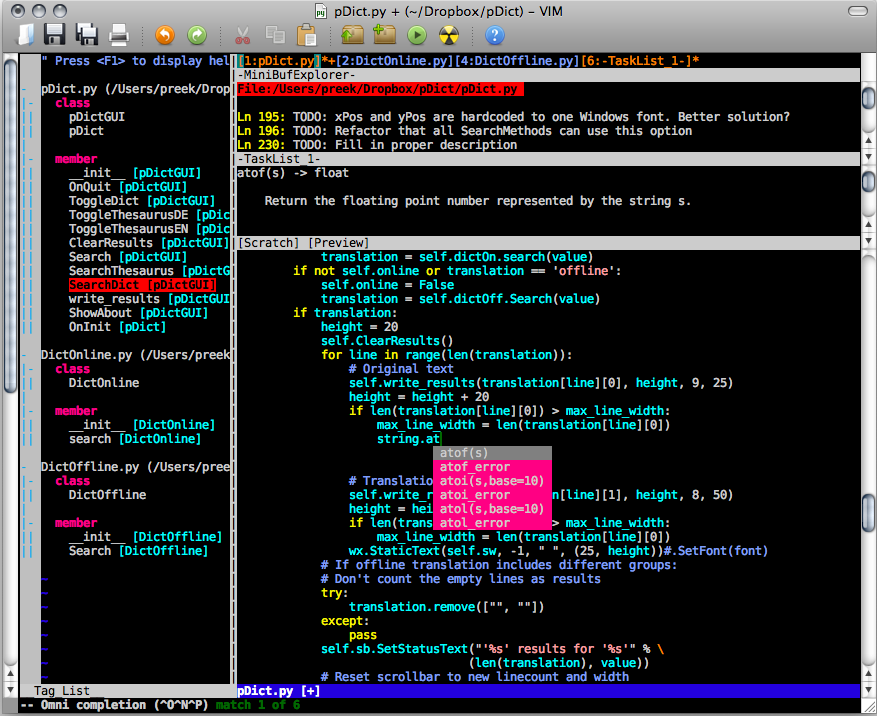 pDict.py + (~/Dropbox/pDict) – VIM
" Press <F1> to display hel
pDict.py (/Users/preek/Drop
class
pDictGUI
pDict
member
__init__ [pDictGUI]
OnQuit [pDictGUI]
ToggleDict [pDictGUI]
ToggleThesaurusDE [pDic
ToggleThesaurusEN [pDic
ClearResults [pDictGUI]
Search [pDictGUI]
SearchThesaurus [pDictG
SearchDict [pDictGUI]
write_results [pDictGUI
ShowAbout [pDictGUI]
OnInit [pDict]
DictOnline.py (/Users/preek
class
DictOnline
member
__init__ [DictOnline]
search [DictOnline]
DictOffline.py (/Users/pree
class
DictOffline
member
__init__ [DictOffline]
Search [DictOffline]
Tag_List__
[1:pDict.py]*+[2:DictOnline.py][4:DictOffline.py][6:-TaskList_1-]*
-MiniBufExplorer-
File:/Users/preek/Dropbox/pDict/pDict.py
Ln 195: TODO: xPos and yPos are hardcoded to one Windows font. Better solution?
Ln 196: TODO: Refactor that all SearchMethods can use this option
Ln 230: TODO: Fill in proper description
-TaskList_1-
atof(s) -> float
Return the floating point number represented by the string s.
[Scratch] [Preview]
translation = self.dictOn.search(value)
if not self.online or translation == 'offline':
self.online = False
translation = self.dictOff.Search(value)
if translation:
height = 20
self.ClearResults()
for line in range(len(translation)):
# Original text
self.write_results(translation[line][0], height, 9, 25)
height = height + 20
if len(translation[line][0]) > max_line_width:
max_line_width = len(translation[line][0])
string.at
atof(s)
atof_error
atoi(s,base=10)
atoi_error
atol(s,base=10)
atol_error
# Translatio
self.write_r n[line][1], height, 8, 50)
height = hei
if len(trans > max_line_width:
max_line_width = len(translation[line][0])
wx.StaticText(self.sw, -1, " ", (25, height))#.SetFont(font)
# If offline translation includes different groups:
# Don't count the empty lines as results
try:
translation.remove(["", ""])
except:
pass
self.sb.SetStatusText("'%s' results for '%s'" % \
(len(translation), value))
# Reset scrollbar to new linecount and width
pDict.py [+]
-- Omni completion (^O^N^P) match 1 of 6